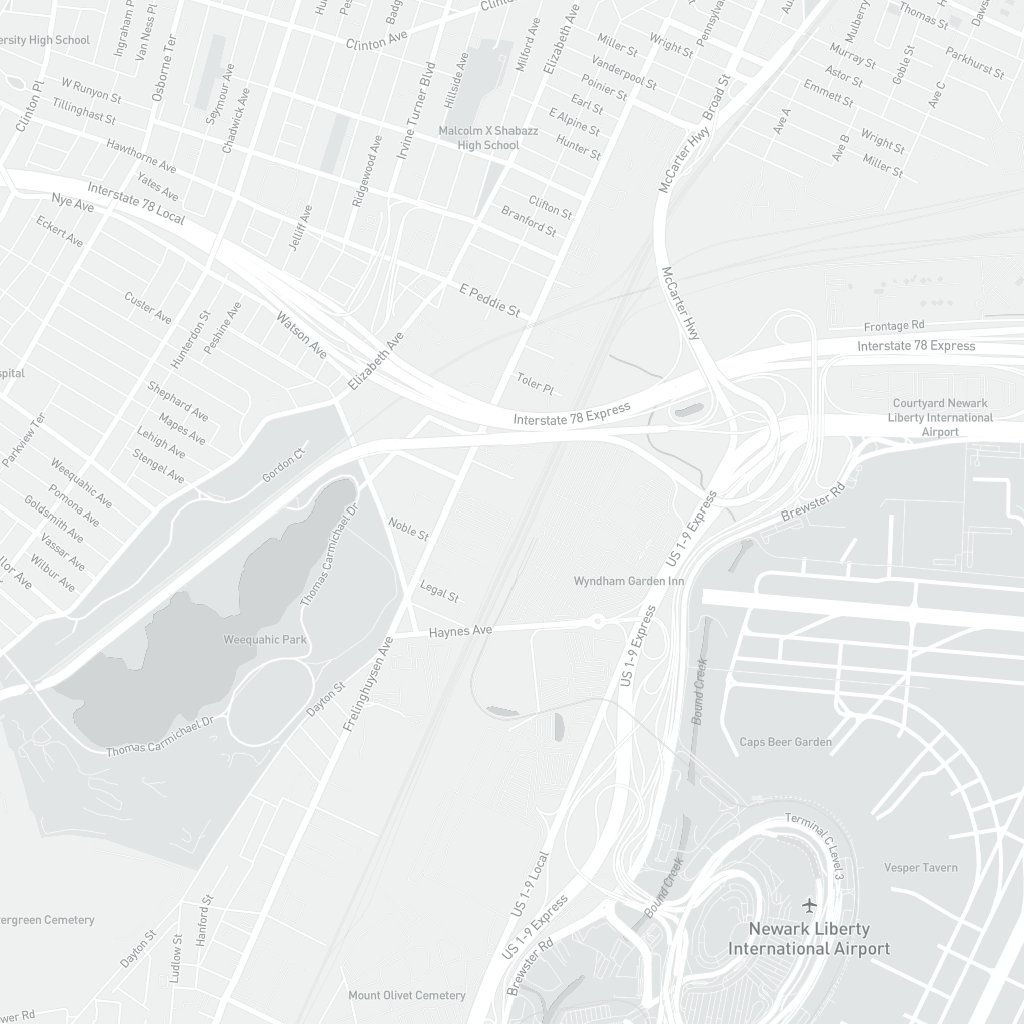 Clinton Ave
Elizabeth Ave
Milford Ave
Pennsylvania
Mulberry
Thomas St
Ingraham P
Van Ness Pl
Badg
Miller St
Wright St
Murray St
Goble St
Parkhurst St
ersity High School
Osborne Ter
Clinton Ave
Irvine Turner Blvd
Hillside Ave
Vanderpool St
Astor St
Poinier St
Broad St
Emmett St
Ave C
W Runyon St
Seymour Ave
Clinton Pl
Tillinghast St
Chadwick Ave
Earl St
E Alpine St
Ave A
Malcolm X Shabazz
High School
Hunter St
McCarter Hwy
Ave B
Wright St
Miller St
Hawthorne Ave
Yates Ave
Ridgewood Ave
Interstate 78 Local
Nye Ave
Clifton St
Branford St
Eckert Ave
Jelliff Ave
McCarter Hwy
E Peddie St
Custer Ave
Hunterdon St
Peshine Ave
Watson Ave
Elizabeth Ave
Frontage Rd
Interstate 78 Express
spital
Toler Pl
Shephard Ave
Mapes Ave
Lehigh Ave
Stengel Ave
Interstate 78 Express
Courtyard Newark
Liberty International
Airport
Parkview Ter
Gordon Ct
Weequahic Ave
Pomona Ave
Goldsmith Ave
Vassar Ave
Wilbur Ave
llor Ave
Thomas Carmichael Dr
Noble St
Brewster Rd
US 1-9 Express
Legal St
Wyndham Garden Inn
Weequahic Park
Haynes Ave
US 1-9 Express
Bound Creek
Frelinghuysen Ave
Dayton St
Thomas Carmichael Dr
Caps Beer Garden
Terminal C Level 3
Vesper Tavern
US 1-9 Local
Bound Creek
US 1-9 Express
Brewster Rd
ergreen Cemetery
Hanford St
Dayton St
Ludlow St
Newark Liberty
International Airport
Mount Olivet Cemetery
wer Rd